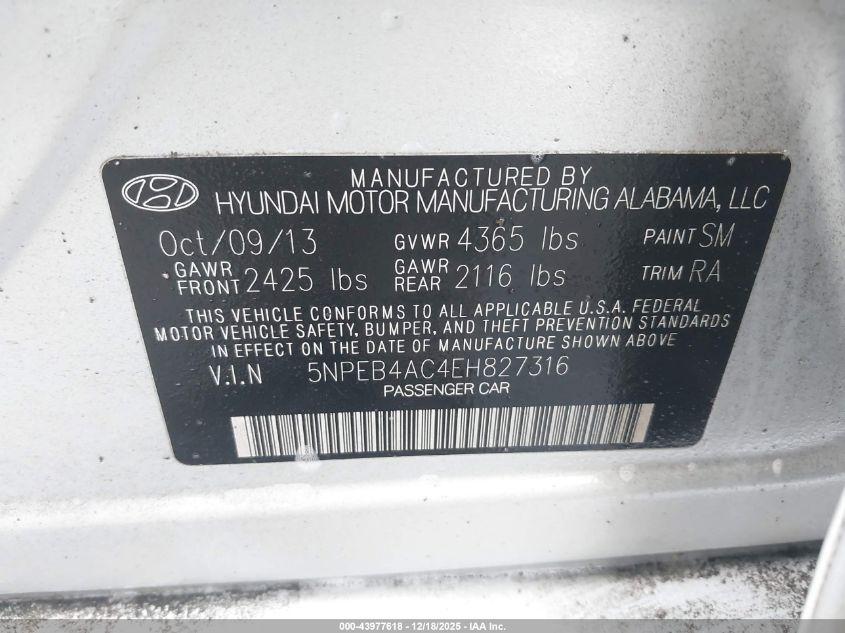 MANUFACTURED BY
HYUNDAI MOTOR MANUFACTURING ALABAMA, LLC
Oct/09/13 GVWR 4365 lbs PAINT SM
GAWR FRONT 2425 lbs GAWR REAR 2116 lbs TRIM RA
THIS VEHICLE CONFORMS TO ALL APPLICABLE U.S.A. FEDERAL
MOTOR VEHICLE SAFETY, BUMPER, AND THEFT PREVENTION STANDARDS
IN EFFECT ON THE DATE OF MANUFACTURE SHOWN ABOVE
V.I.N 5NPEB4AC4EH827316
PASSENGER CAR
000-43977618 - 12/18/2025 - IAA Inc.